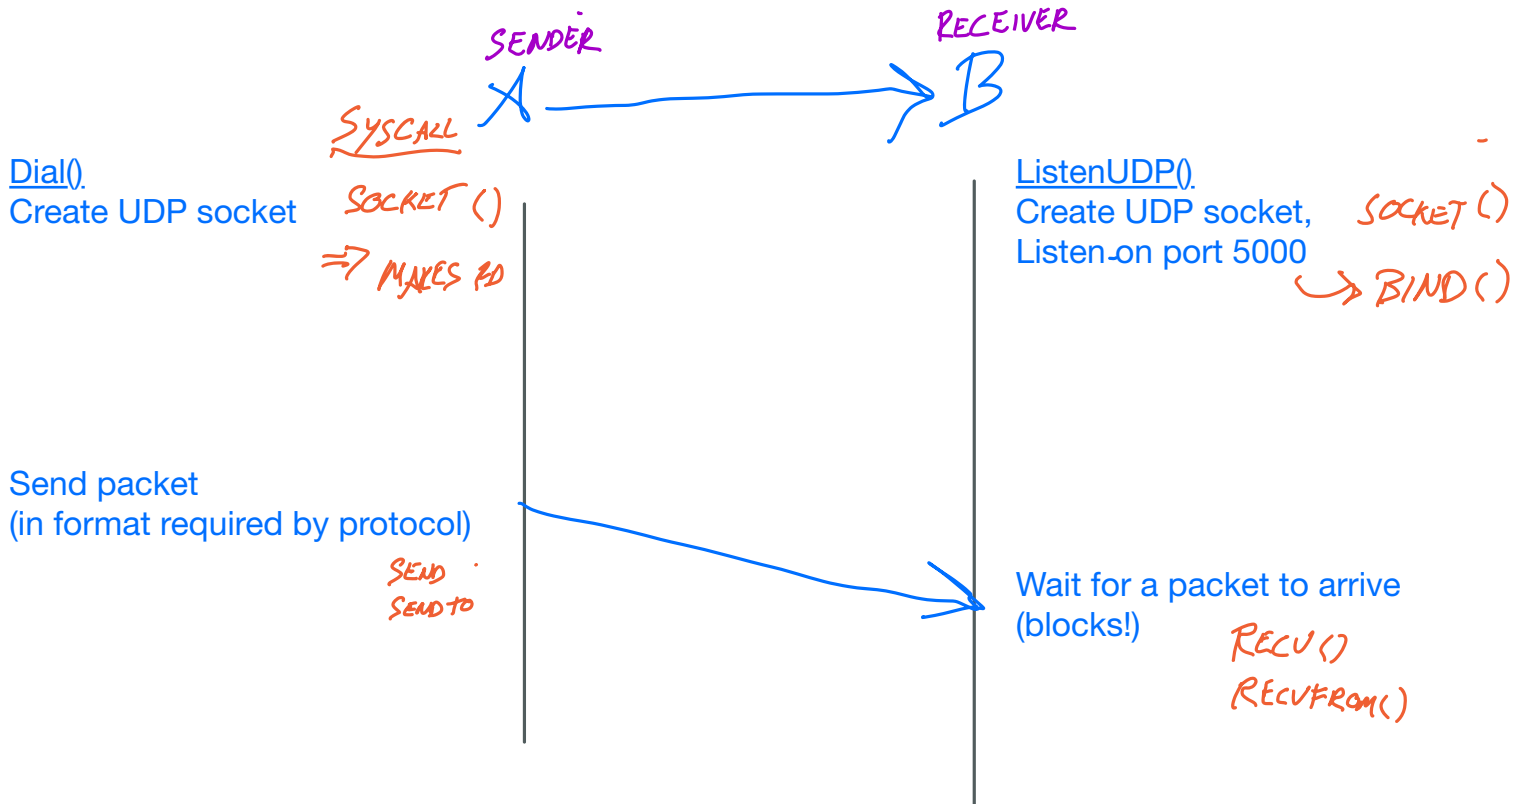 SENDER
RECEIVER
A
B
SYSCALL
Dial()
Create UDP socket
SOCKET ()
⇒ MAKES FD
ListenUDP()
Create UDP socket,
Listen on port 5000
SOCKET ()
BIND ()
Send packet
(in format required by protocol)
SEND
SENDTO
Wait for a packet to arrive
(blocks!)
RECV ()
RECVFROM()